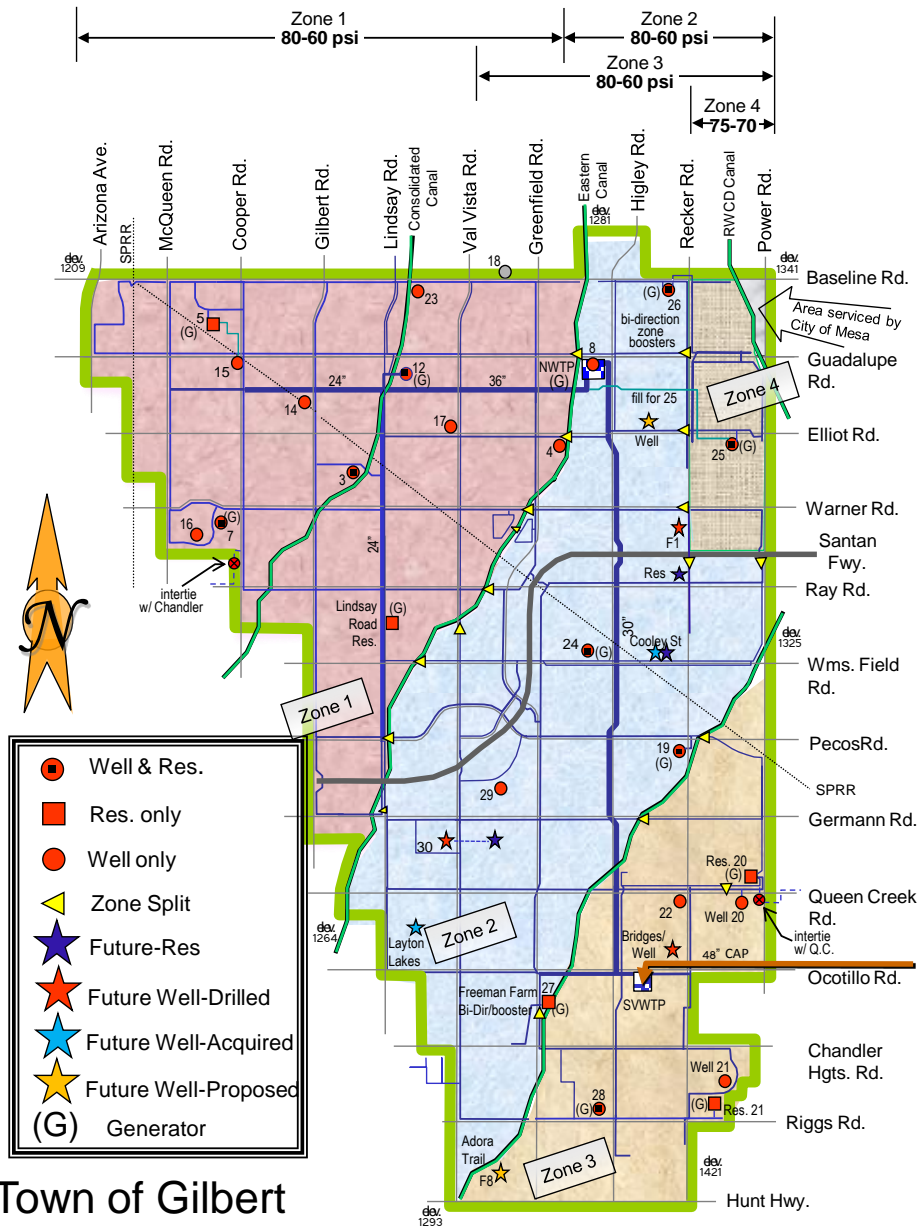 Zone 1
80-60 psi
Zone 2
80-60 psi
Zone 3
80-60 psi
Zone 4
75-70
Arizona Ave.
SPRR
McQueen Rd.
Cooper Rd.
Gilbert Rd.
Lindsay Rd.
Consolidated
Canal
Val Vista Rd.
Greenfield Rd.
Eastern
Canal
Higley Rd.
Recker Rd.
RWCD Canal
Power Rd.
elev.
1209
elev.
1281
elev.
1341
18
Baseline Rd.
23
(G)
26
bi-direction
zone
boosters
Area serviced by
City of Mesa
5
(G)
15
12
(G)
NWTP
(G)
8
Guadalupe
Rd.
24"
36"
14
17
4
fill for 25
Well
Zone 4
25
(G)
Elliot Rd.
3
16
(G)
7
Warner Rd.
F1
Santan
Fwy.
intertie
w/ Chandler
24"
Res
Ray Rd.
N
Lindsay
Road
Res.
(G)
30"
24
(G)
Cooley St
elev.
1325
Wms. Field
Rd.
Zone 1
19
(G)
PecosRd.
29
SPRR
Germann Rd.
30
Res. 20
(G)
22
Well 20
Queen Creek
Rd.
intertie
w/ Q.C.
elev.
1264
Layton
Lakes
Zone 2
Bridges/
Well
48" CAP
Ocotillo Rd.
Freeman Farm
Bi-Dir/booster
27
(G)
SVWTP
Well 21
Chandler
Hgts. Rd.
(G)
28
(G)
Res. 21
Riggs Rd.
Adora
Trail
F8
Zone 3
elev.
1421
elev.
1293
Hunt Hwy.
Well & Res.
Res. only
Well only
Zone Split
Future-Res
Future Well-Drilled
Future Well-Acquired
Future Well-Proposed
(G) Generator
Town of Gilbert